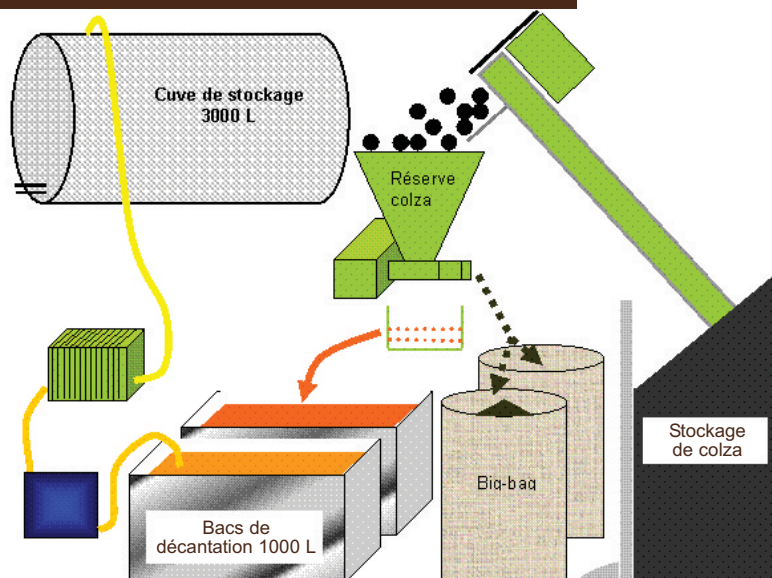 Cuve de stockage
3000 L
Réserve
colza
Stockage
de colza
Big-bag
Bacs de
décantation 1000 L